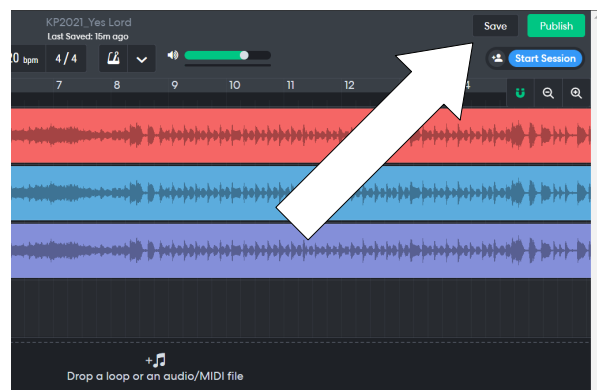 KP2021_Yes Lord
Last Saved: 15m ago
Save
Publish
bpm
4 / 4
Start Session
7 8 9 10 11 12
Drop a loop or an audio/MIDI file